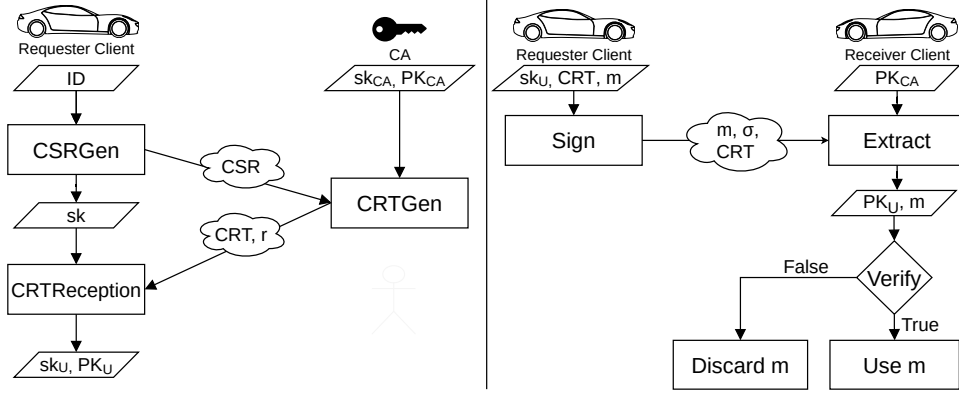 Requester Client
CA
ID
skCA, PKCA
CSRGen
CSR
CRTGen
sk
CRT, r
CRTReception
skU, PKU
Requester Client
Receiver Client
skU, CRT, m
PKCA
Sign
m, σ,
CRT
Extract
PKU, m
False
Verify
True
Discard m
Use m